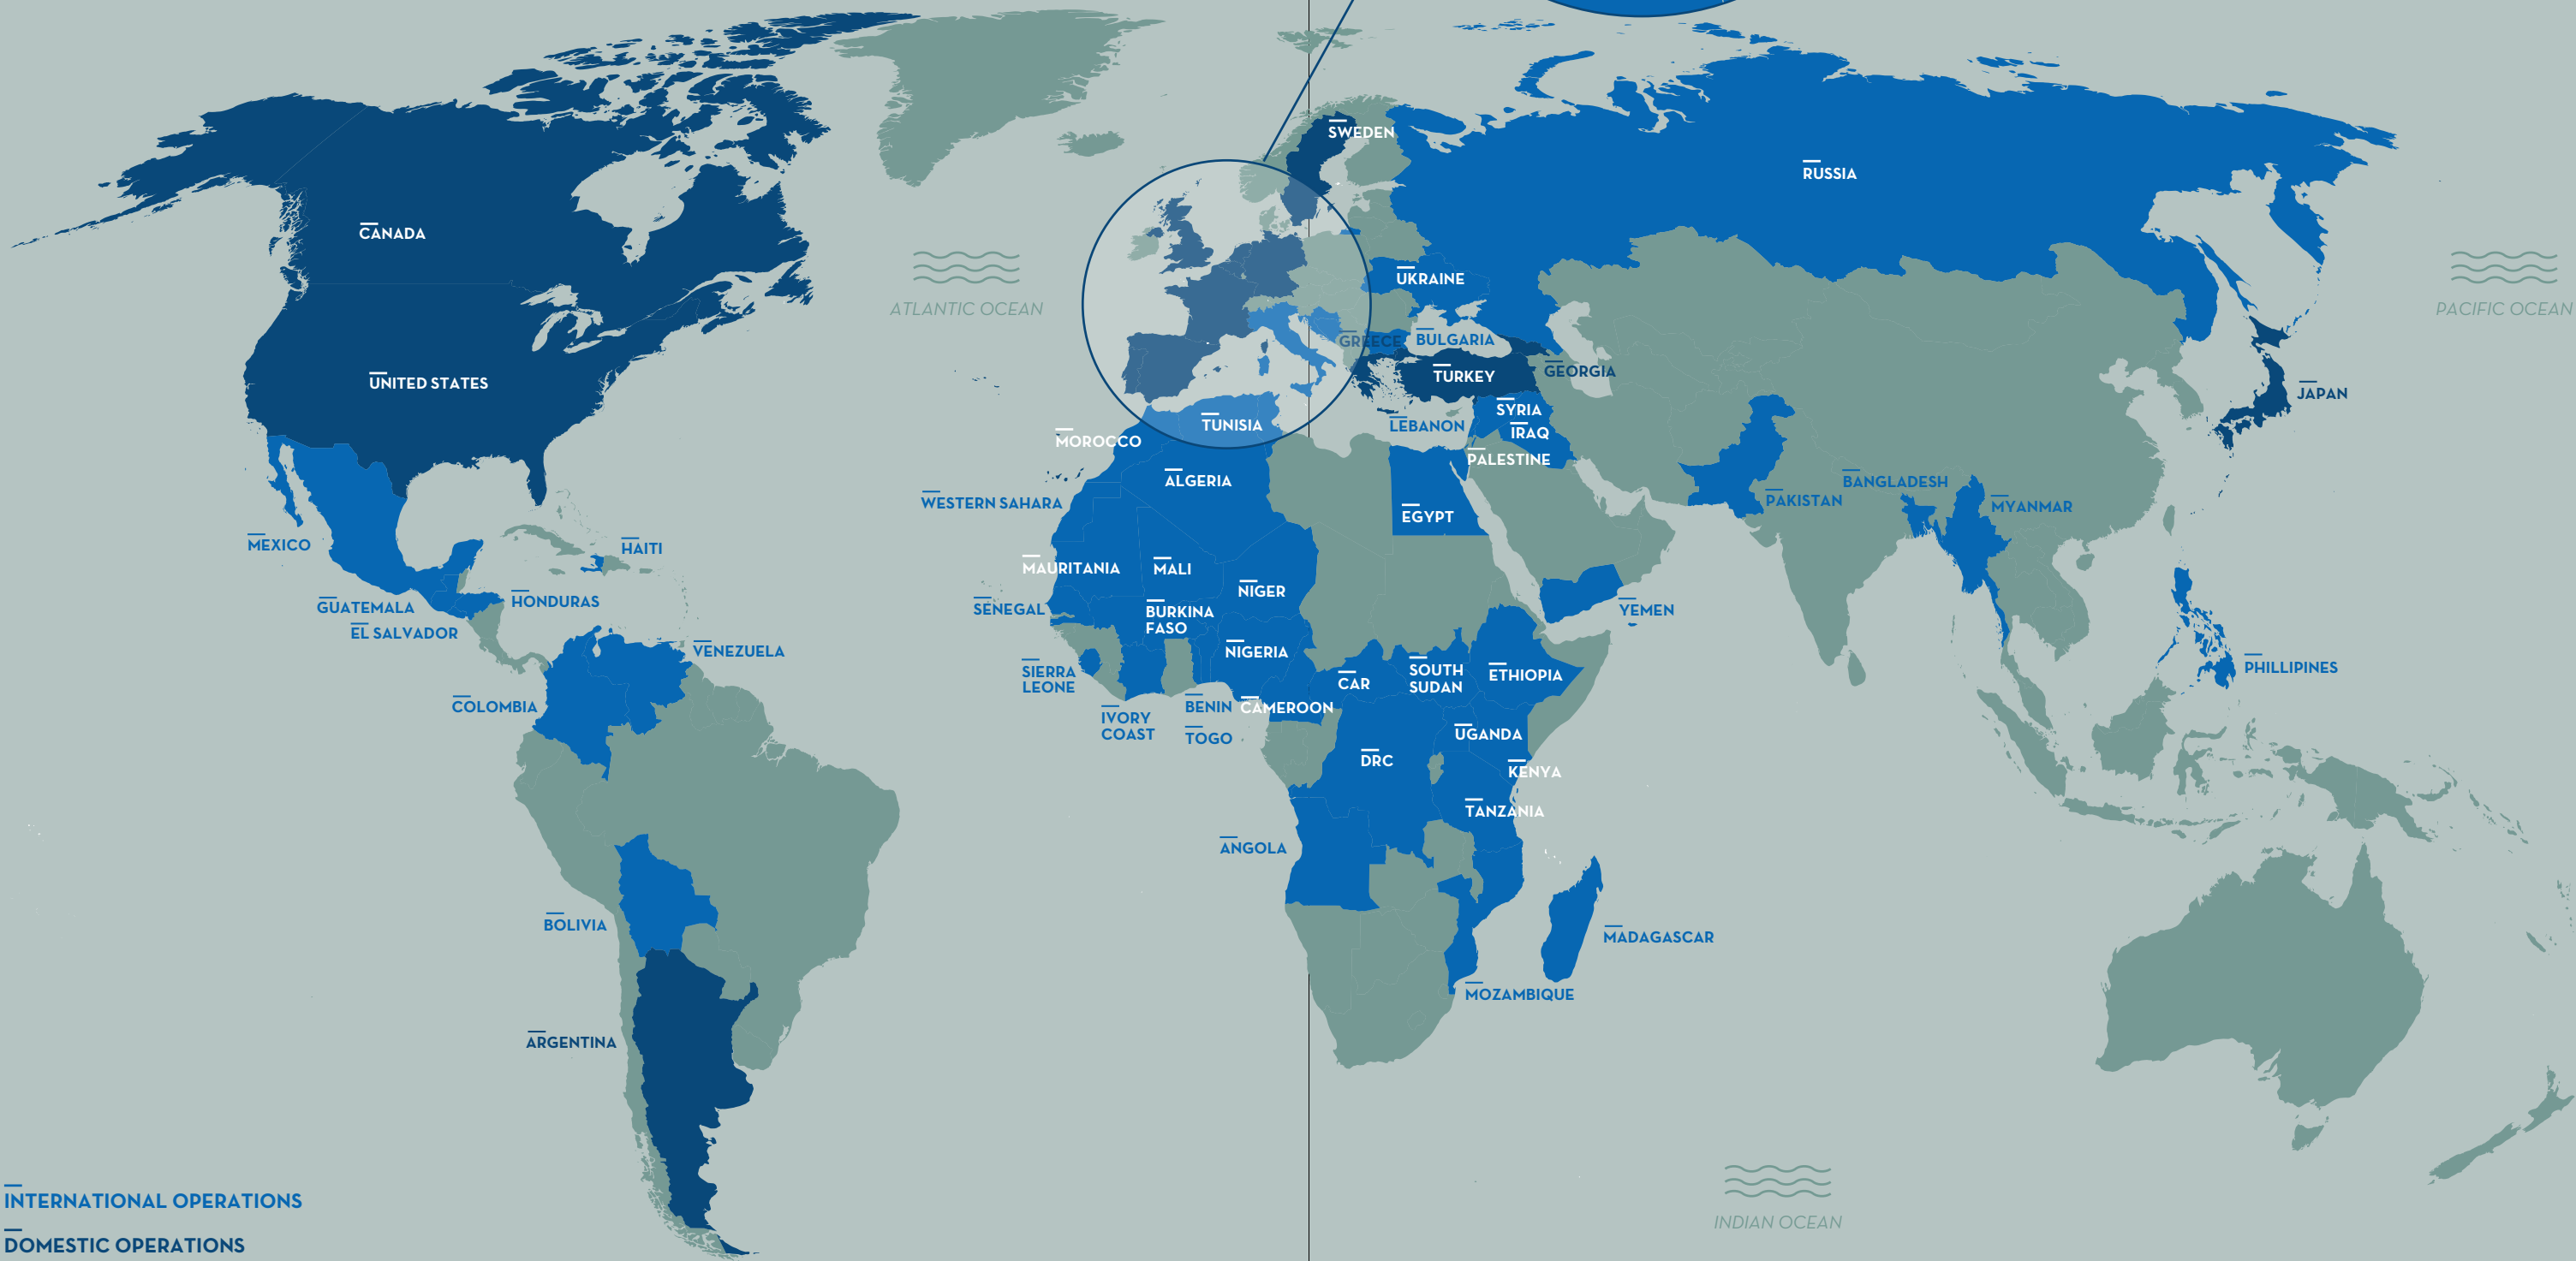 SWEDEN
RUSSIA
CANADA
UKRAINE
ATLANTIC OCEAN
PACIFIC OCEAN
GREECE
BULGARIA
GEORGIA
TURKEY
UNITED STATES
JAPAN
SYRIA
TUNISIA
LEBANON
IRAQ
MOROCCO
PALESTINE
ALGERIA
BANGLADESH
WESTERN SAHARA
PAKISTAN
MYANMAR
EGYPT
MEXICO
HAITI
MAURITANIA
MALI
NIGER
HONDURAS
GUATEMALA
SENEGAL
BURKINA
FASO
YEMEN
EL SALVADOR
VENEZUELA
NIGERIA
SIERRA
LEONE
CAR
SOUTH
SUDAN
ETHIOPIA
PHILLIPINES
COLOMBIA
BENIN
CAMEROON
IVORY
COAST
TOGO
UGANDA
DRC
KENYA
TANZANIA
ANGOLA
BOLIVIA
MADAGASCAR
MOZAMBIQUE
ARGENTINA
INTERNATIONAL OPERATIONS
INDIAN OCEAN
DOMESTIC OPERATIONS